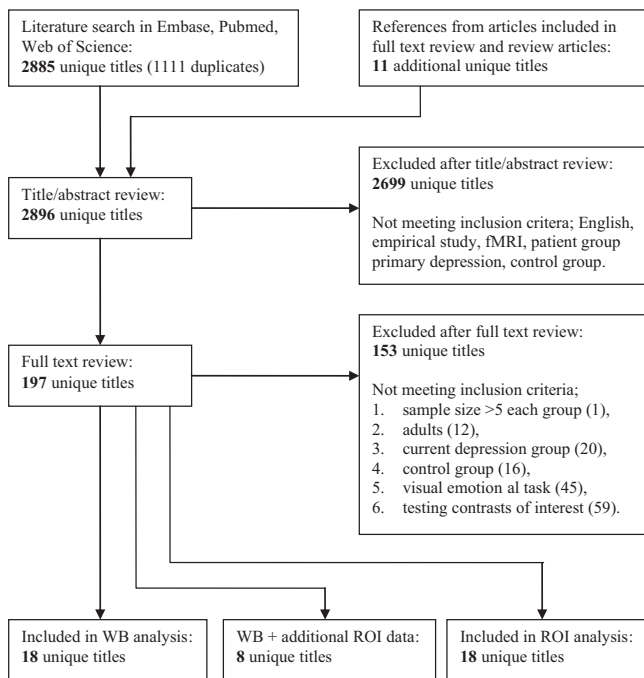 Literature search in Embase, Pubmed,
Web of Science:
2885 unique titles (1111 duplicates)
References from articles included in
full text review and review articles:
11 additional unique titles
Title/abstract review:
2896 unique titles
Excluded after title/abstract review:
2699 unique titles
Not meeting inclusion critera; English,
empirical study, fMRI, patient group
primary depression, control group.
Full text review:
197 unique titles
Excluded after full text review:
153 unique titles
Not meeting inclusion criteria;
1. sample size >5 each group (1),
2. adults (12),
3. current depression group (20),
4. control group (16),
5. visual emotion al task (45),
6. testing contrasts of interest (59).
Included in WB analysis:
18 unique titles
WB + additional ROI data:
8 unique titles
Included in ROI analysis:
18 unique titles